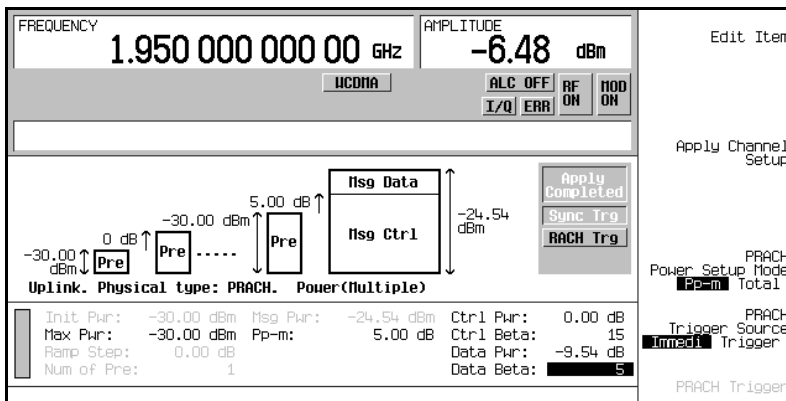 FREQUENCY
1.950 000 000 00 GHz
AMPLITUDE
-6.48 dBm
WCDMA
ALC OFF
I/Q
ERR
RF ON
MOD ON
Edit Item
Apply Channel
Setup
PRACH
Power Setup Mode
Pp-m Total
PRACH
Trigger Source
Immedi Trigger
PRACH Trigger
-30.00
dBm
Pre
0 dB
-30.00 dBm
Pre
.....
5.00 dB
Pre
Msg Data
Msg Ctrl
-24.54
dBm
Apply
Completed
Sync Trg
RACH Trg
Uplink. Physical type: PRACH. Power(Multiple)
Init Pwr: -30.00 dBm Msg Pwr: -24.54 dBm Ctrl Pwr: 0.00 dB
Max Pwr: -30.00 dBm Pp-m: 5.00 dB Ctrl Beta: 15
Ramp Step: 0.00 dB Data Pwr: -9.54 dB
Num of Pre: 1 Data Beta: 5